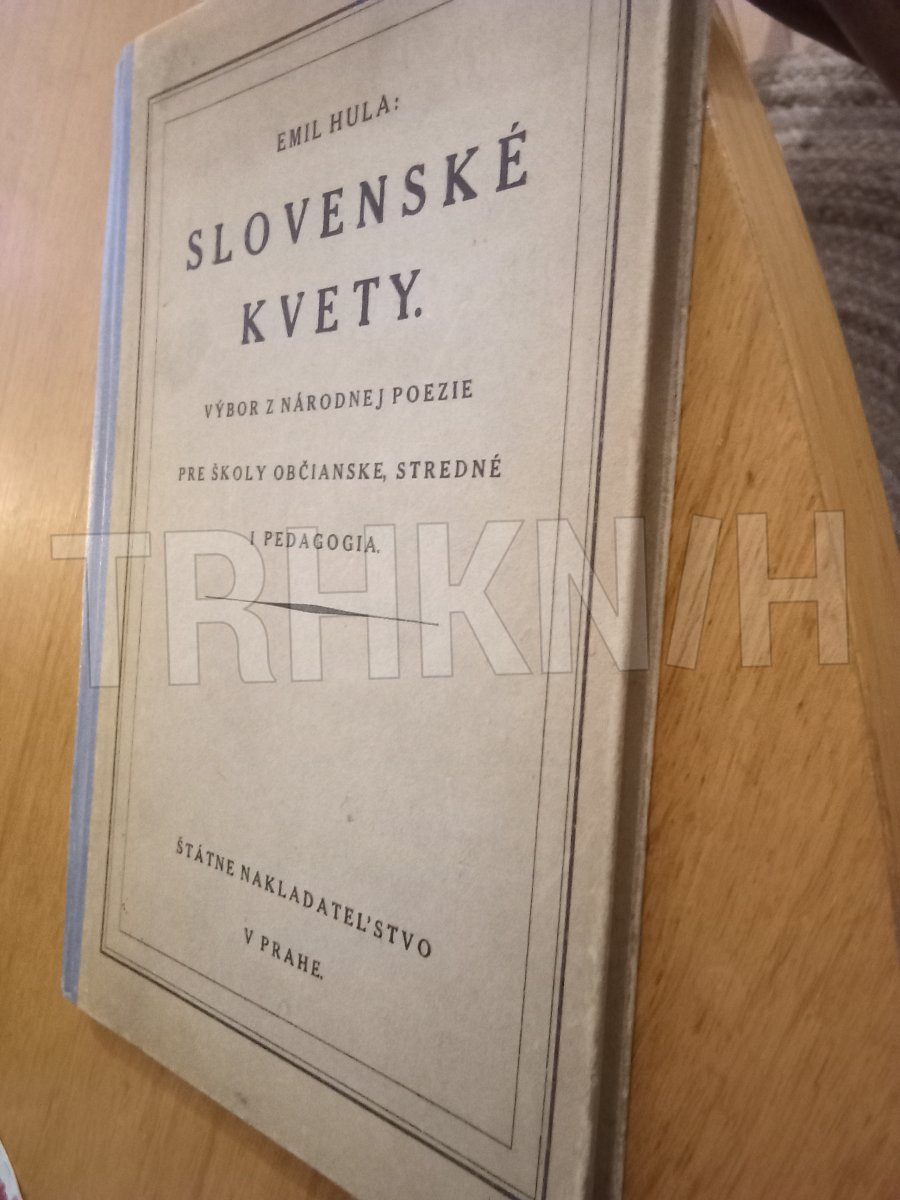 EMIL HULA:
SLOVENSKÉ
KVETY.
VÝBOR Z NÁRODNEJ POEZIE
PRE ŠKOLY OBČIANSKE, STREDNÉ
I PEDAGOGIA.
TRHKNIH
ŠTÁTNE NAKLADATEĽSTVO
V PRAHE.